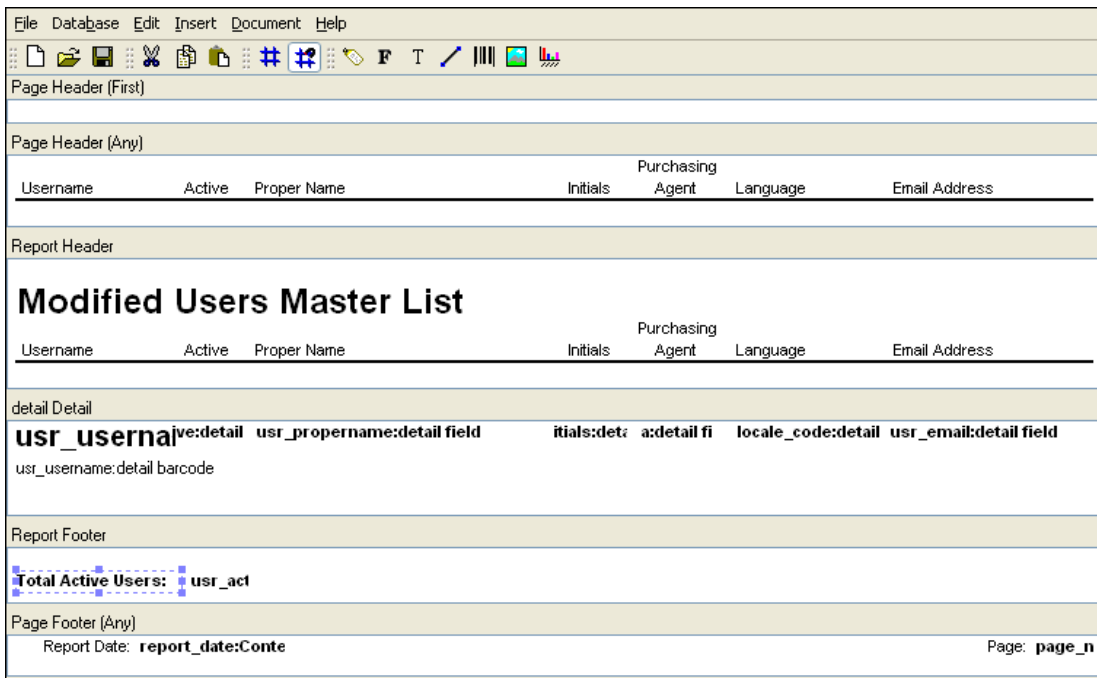 File Database Edit Insert Document Help
F T
Page Header (First)
Page Header (Any)
Purchasing
Username Active Proper Name Initials Agent Language Email Address
Report Header
Modified Users Master List
Purchasing
Username Active Proper Name Initials Agent Language Email Address
detail Detail
usr_usernai ive:detail usr_propername:detail field itials:deta a:detail fi locale_code:detail usr_email:detail field
usr_username:detail barcode
Report Footer
Total Active Users: usr_act
Page Footer (Any)
Report Date: report_date:Conte Page: page_n